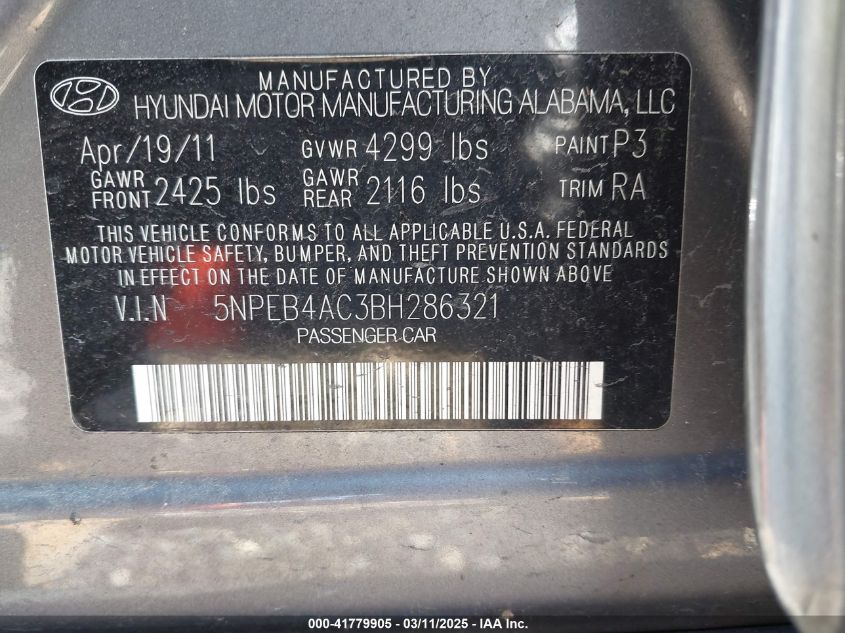 MANUFACTURED BY
HYUNDAI MOTOR MANUFACTURING ALABAMA, LLC
Apr/19/11 GVWR 4299 lbs PAINT P3
GAWR FRONT 2425 lbs GAWR REAR 2116 lbs TRIM RA
THIS VEHICLE CONFORMS TO ALL APPLICABLE U.S.A. FEDERAL
MOTOR VEHICLE SAFETY, BUMPER, AND THEFT PREVENTION STANDARDS
IN EFFECT ON THE DATE OF MANUFACTURE SHOWN ABOVE
V.I.N 5NPEB4AC3BH286321
PASSENGER CAR
000-41779905 - 03/11/2025 - IAA, Inc.